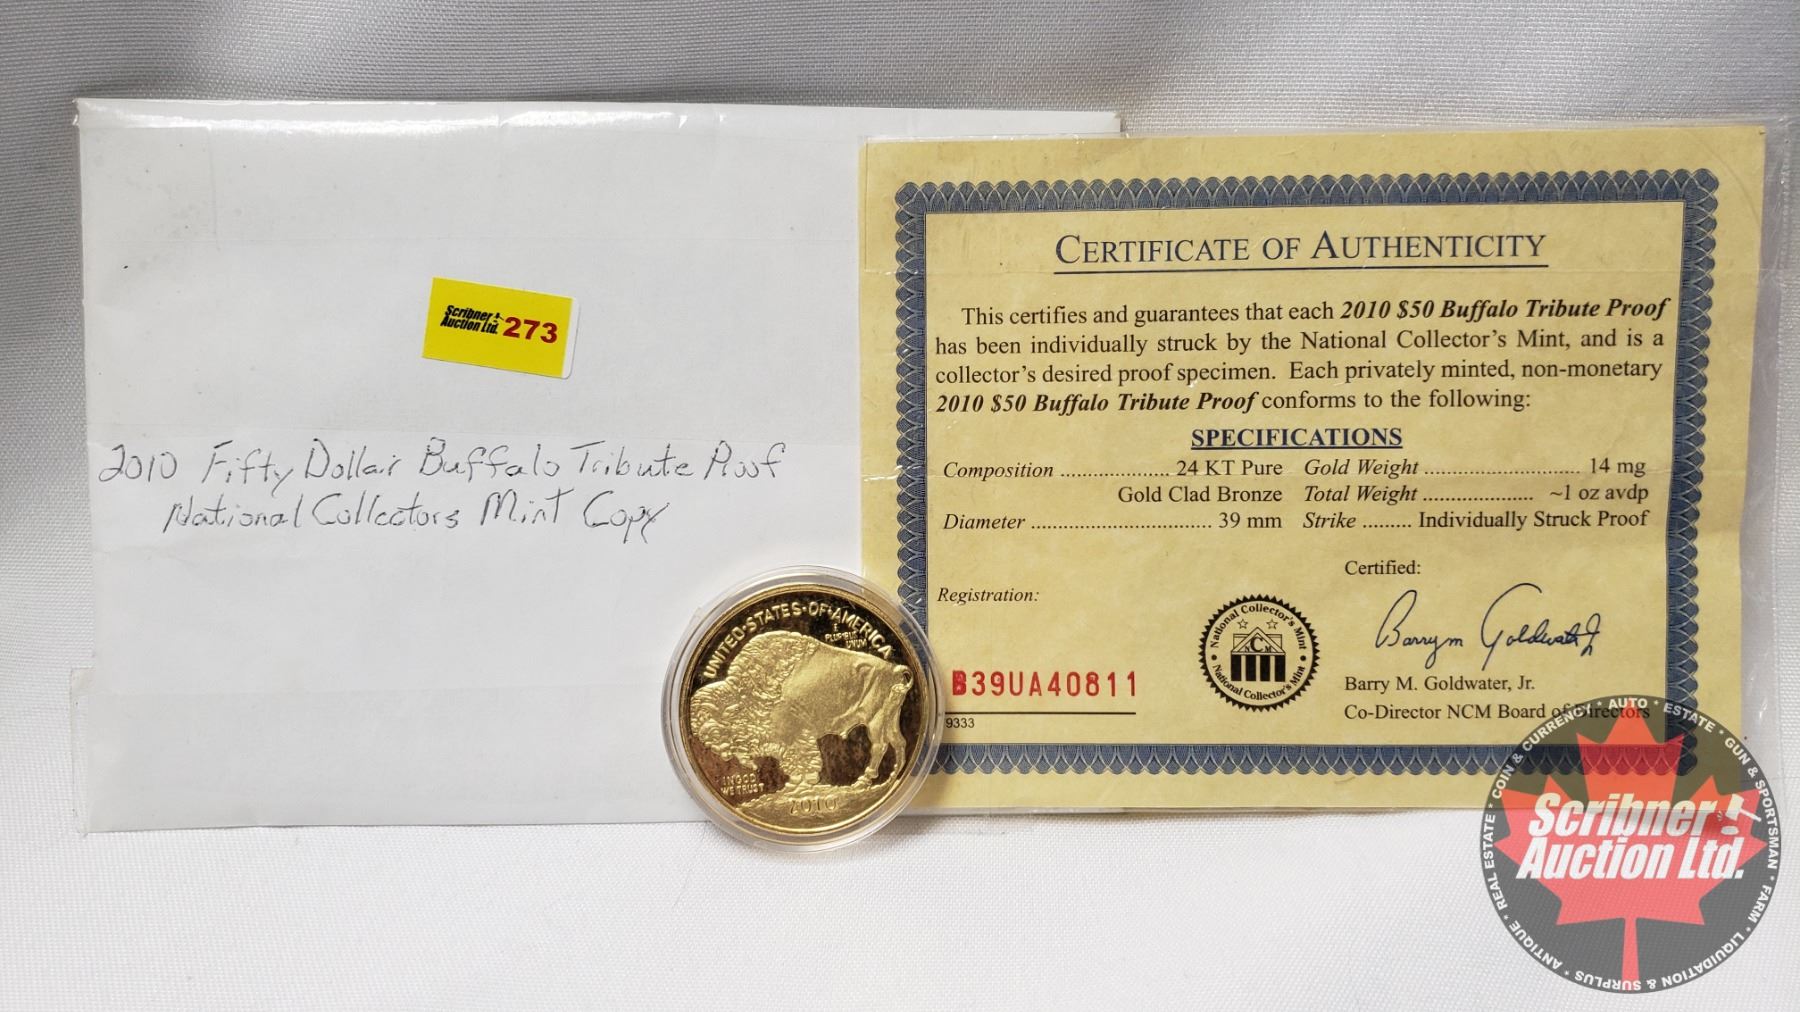 Scribner!
Auction Ltd. 273
2010 Fifty Dollar Buffalo Tribute Proof
National Collectors Mint Copy
UNITED·STATES·OF·AMERICA
E
PLURIBUS
UNUM
IN GOD
WE TRUST
2010
CERTIFICATE OF AUTHENTICITY
This certifies and guarantees that each 2010 $50 Buffalo Tribute Proof
has been individually struck by the National Collector's Mint, and is a
collector's desired proof specimen. Each privately minted, non-monetary
2010 $50 Buffalo Tribute Proof conforms to the following:
SPECIFICATIONS
Composition .................. 24 KT Pure Gold Weight .......................... 14 mg
Gold Clad Bronze Total Weight .................. ~1 oz avdp
Diameter ............................... 39 mm Strike ......... Individually Struck Proof
Certified:
Registration:
National Collector's Mint
NCM
National Collector's Mint
Barry M Goldwater Jr
B39UA40811
Barry M. Goldwater, Jr.
9333
Co-Director NCM Board of Directors
COIN & CURRENCY * AUTO * ESTATE * GUN & SPORTSMAN * FARM * LIQUIDATION & SURPLUS * ANTIQUE * REAL ESTATE *
Scribner!
Auction Ltd.